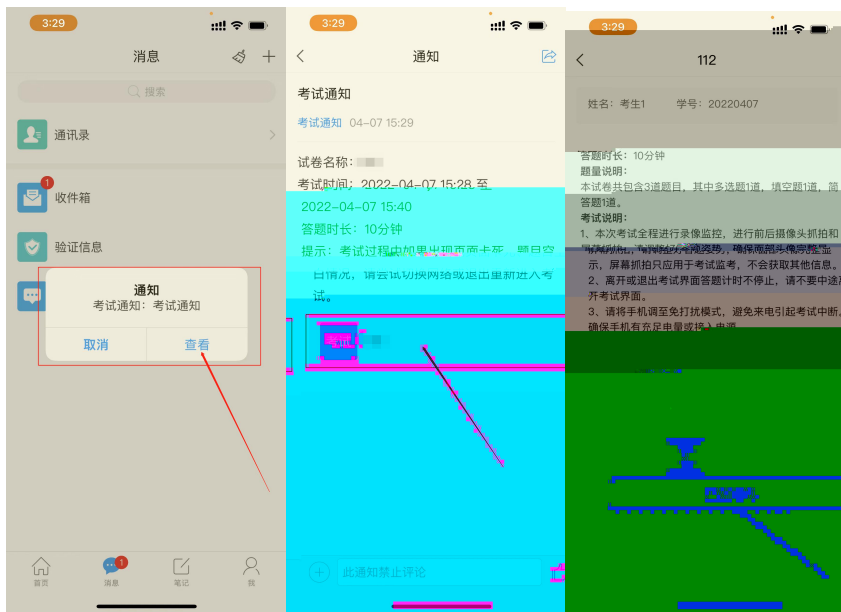 3:29
消息
搜索
通讯录
1
收件箱
验证信息
通知
考试通知：考试通知
取消
查看
1
首页
消息
笔记
我
3:29
通知
考试通知
考试通知 04-07 15:29
试卷名称：
考试时间：2022-04-07 15:28 至
2022-04-07 15:40
答题时长：10分钟
提示：考试过程中如果出现页面卡死、题目空
白情况，请尝试切换网络或退出重新进入考
试。
考试
此通知禁止评论
3:29
112
姓名：考生1 学号：20220407
答题时长：10分钟
题量说明：
本试卷共包含3道题目，其中多选题1道，填空题1道，简
答题1道。
考试说明：
1、本次考试全程进行录像监控，进行前后摄像头抓拍和
确保面部头像完整显
示，屏幕抓拍只应用于考试监考，不会获取其他信息。
2、离开或退出考试界面答题计时不停止，请不要中途离
开考试界面。
3、请将手机调至免打扰模式，避免来电引起考试中断，
确保手机有充足电量或接入电源